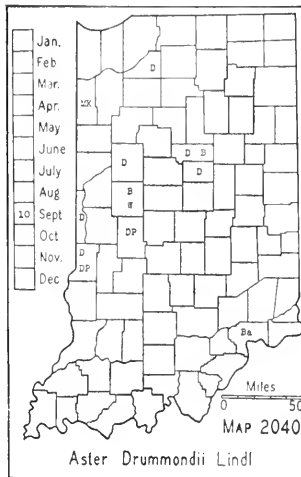 Jan.
Feb
Mar.
Apr.
May
June
July
Aug
10 Sept
Oct
Nov.
Dec
D
D B
D
D
B
D
DP
D
DP
Ba
Miles
0 50
MAP 2040
Aster Drummondii Lindl